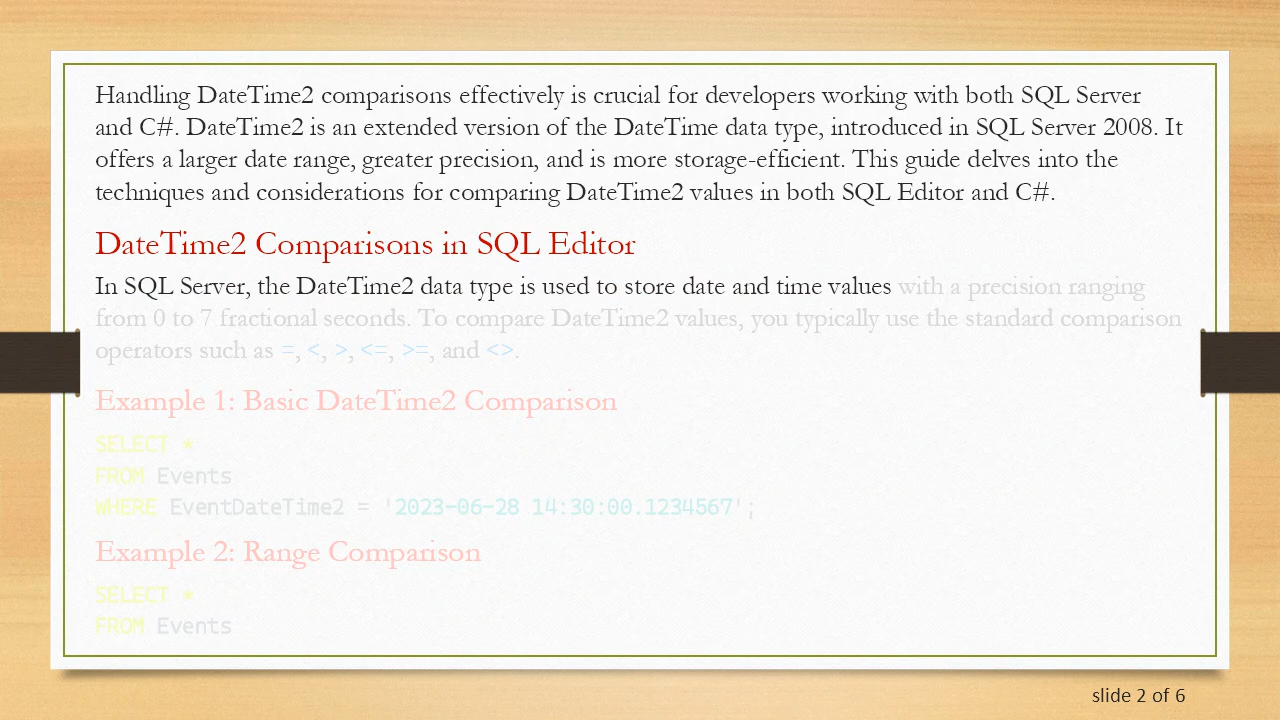 Handling DateTime2 comparisons effectively is crucial for developers working with both SQL Server
and C#. DateTime2 is an extended version of the DateTime data type, introduced in SQL Server 2008. It
offers a larger date range, greater precision, and is more storage-efficient. This guide delves into the
techniques and considerations for comparing DateTime2 values in both SQL Editor and C#.
DateTime2 Comparisons in SQL Editor
In SQL Server, the DateTime2 data type is used to store date and time values with a precision ranging
from 0 to 7 fractional seconds. To compare DateTime2 values, you typically use the standard comparison
operators such as =, <, >, <=, >=, and <>.
Example 1: Basic DateTime2 Comparison
SELECT *
FROM Events
WHERE EventDateTime2 = '2023-06-28 14:30:00.1234567';
Example 2: Range Comparison
SELECT *
FROM Events
slide 2 of 6